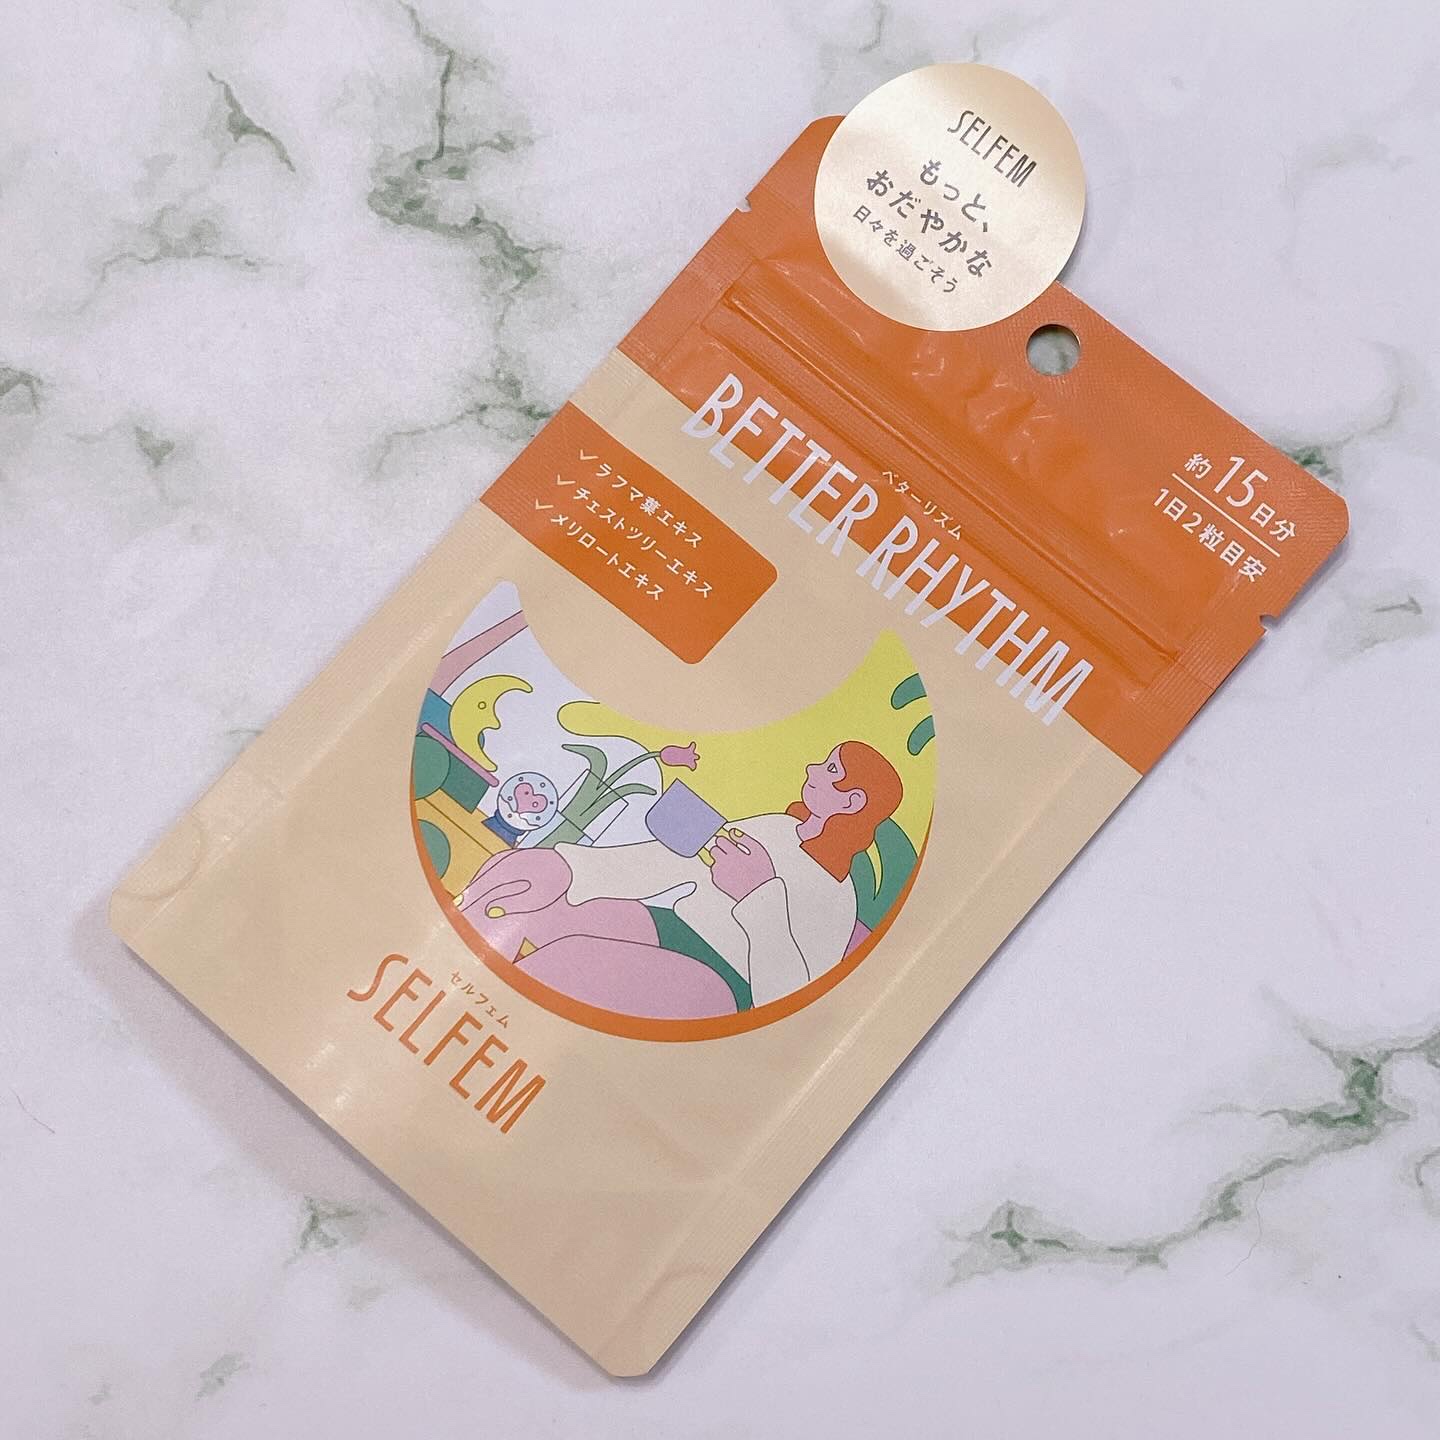 SELFEM
もっと、
おだやかな
日々を過ごそう
約15日分
1日2粒目安
BETTER RHYTHM
ベターリズム
✓ ラフマ葉エキス
✓ チェストツリーエキス
✓ メリロートエキス
セルフェム
SELFEM